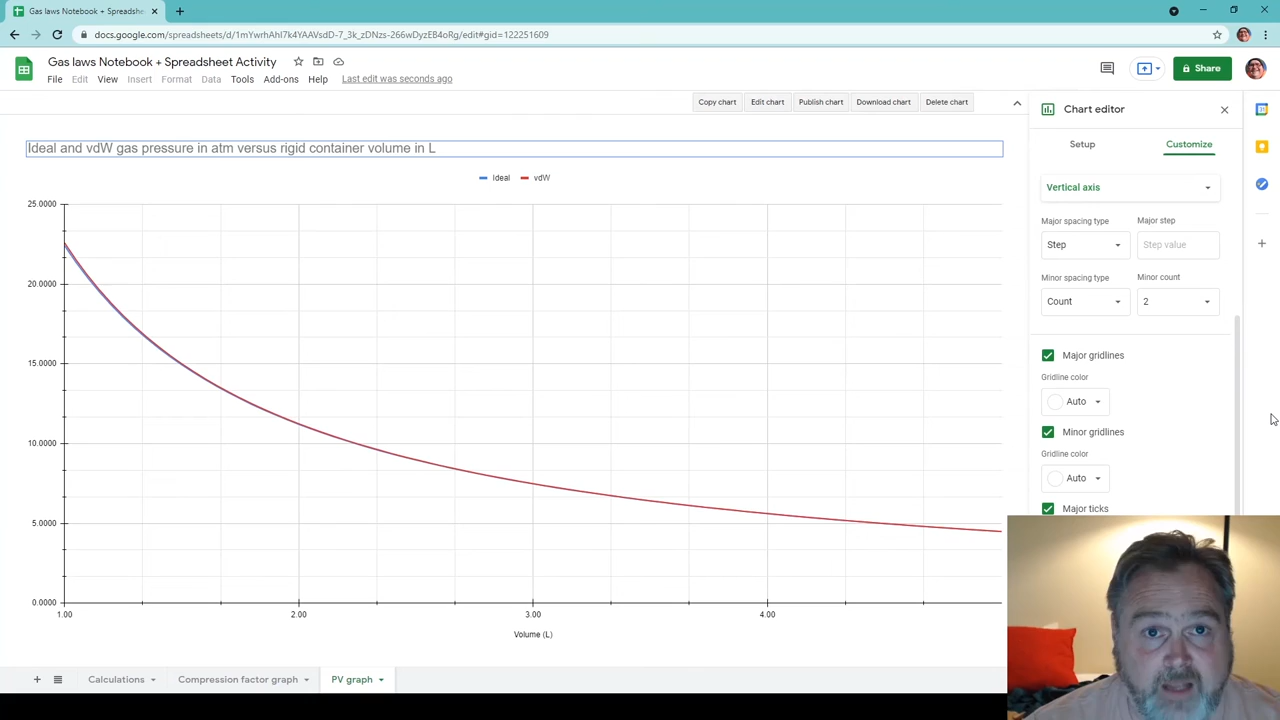 Gas laws Notebook + Spreadshe
docs.google.com/spreadsheets/d/1mYwrhAhI7k4YAAVsdD-7_3k_zDNzs-266wDyzEB4oRg/edit#gid=122251609
Gas laws Notebook + Spreadsheet Activity
File Edit View Insert Format Data Tools Add-ons Help Last edit was seconds ago
Share
Copy chart Edit chart Publish chart Download chart Delete chart
Chart editor
Setup Customize
Ideal and vdW gas pressure in atm versus rigid container volume in L
Ideal vdW
25.0000
20.0000
15.0000
10.0000
5.0000
0.0000
1.00 2.00 3.00 4.00
Volume (L)
Vertical axis
Major spacing type Major step
Step Step value
Minor spacing type Minor count
Count 2
Major gridlines
Gridline color
Auto
Minor gridlines
Gridline color
Auto
Major ticks
Calculations Compression factor graph PV graph